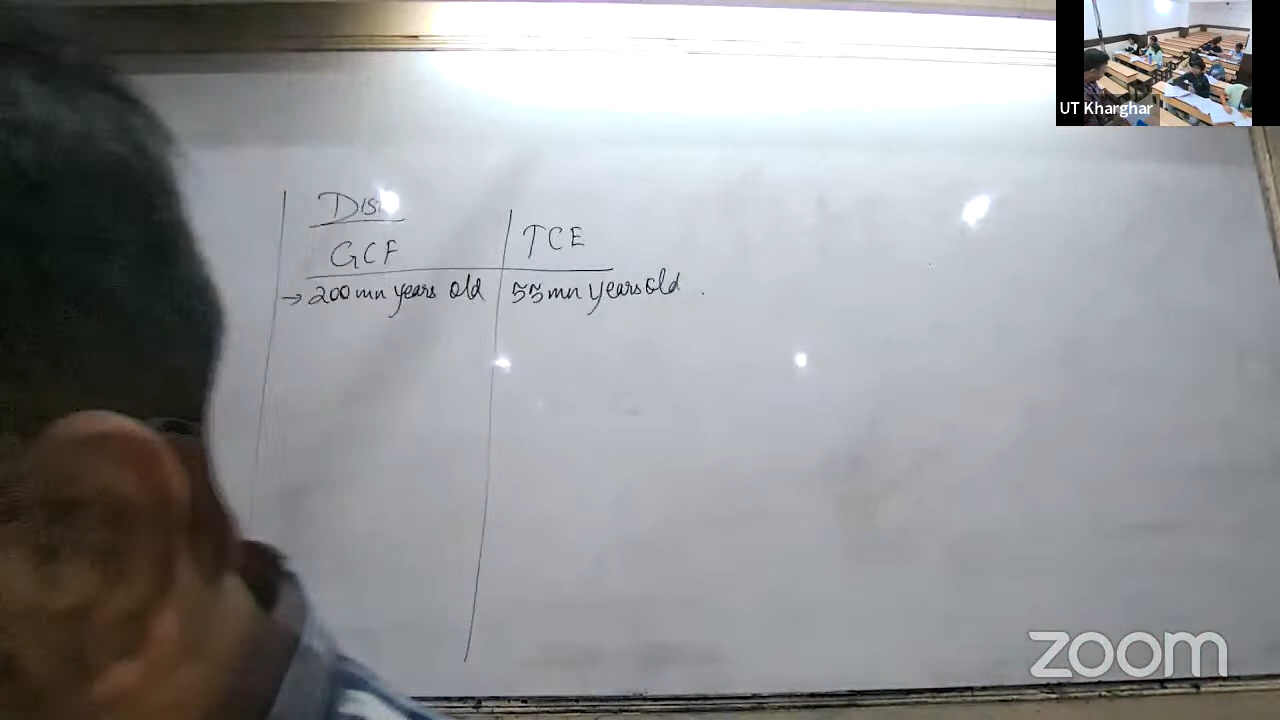 UT Kharghar
GCF TCE
→ 200 mn years old 55 mn years old .
zoom